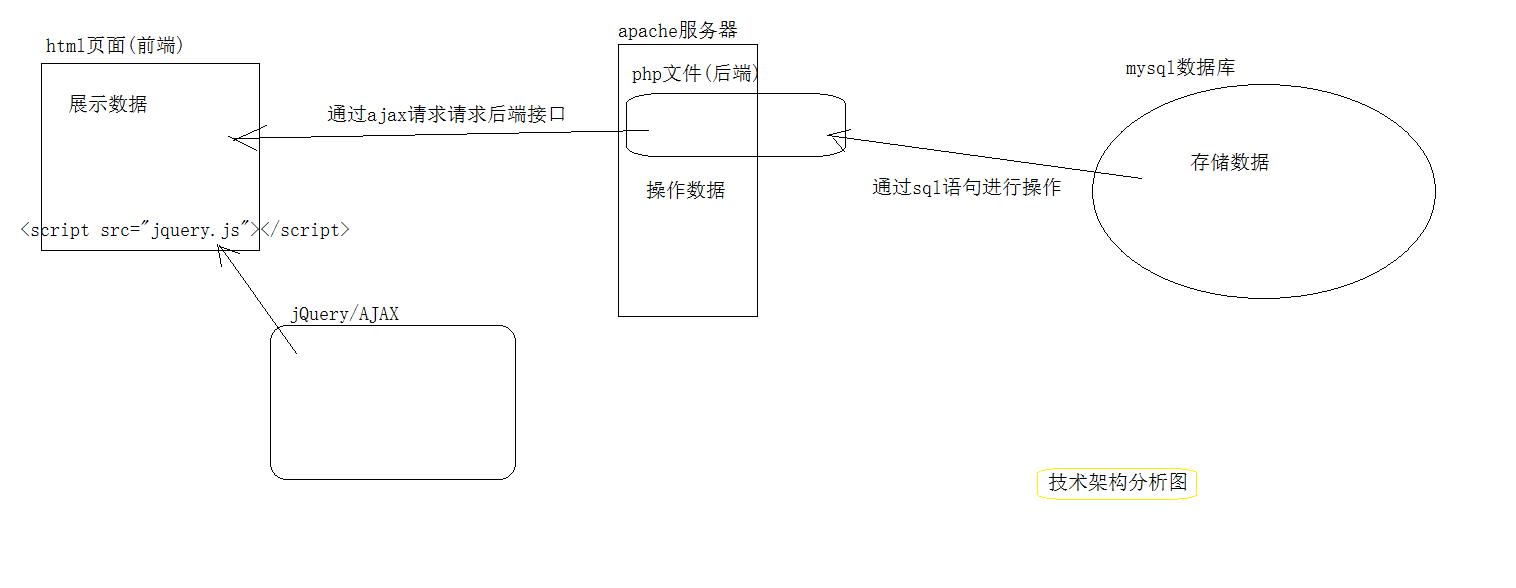 apache服务器
html页面(前端)
mysql数据库
php文件(后端)
展示数据
通过ajax请求请求后端接口
存储数据
操作数据
通过sql语句进行操作
<script src="jquery.js"></script>
jQuery/AJAX
技术架构分析图